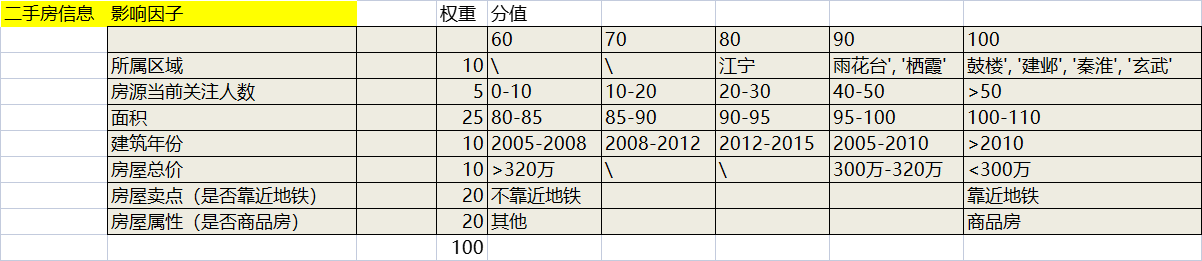 二手房信息 影响因子 权重 分值
60 70 80 90 100
所属区域 10 \ \ 江宁 雨花台', '栖霞' 鼓楼', '建邺', '秦淮', '玄武'
房源当前关注人数 5 0-10 10-20 20-30 40-50 >50
面积 25 80-85 85-90 90-95 95-100 100-110
建筑年份 10 2005-2008 2008-2012 2012-2015 2005-2010 >2010
房屋总价 10 >320万 \ \ 300万-320万 <300万
房屋卖点（是否靠近地铁） 20 不靠近地铁 靠近地铁
房屋属性（是否商品房） 20 其他 商品房
100